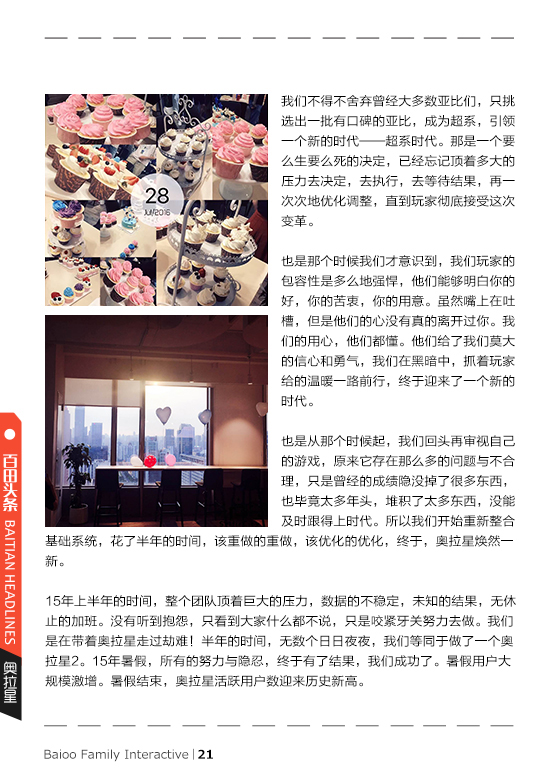 28
Jul/2016
我们不得不舍弃曾经大多数亚比们，只挑
选出一批有口碑的亚比，成为超系，引领
一个新的时代——超系时代。那是一个要
么生要么死的决定，已经忘记顶着多大的
压力去决定，去执行，去等待结果，再一
次次地优化调整，直到玩家彻底接受这次
变革。
也是那个时候我们才意识到，我们玩家的
包容性是多么地强悍，他们能够明白你的
好，你的苦衷，你的用意。虽然嘴上在吐
槽，但是他们的心没有真的离开过你。我
们的用心，他们都懂。他们给了我们莫大
的信心和勇气，我们在黑暗中，抓着玩家
给的温暖一路前行，终于迎来了一个新的
时代。
也是从那个时候起，我们回头再审视自己
的游戏，原来它存在那么多的问题与不合
理，只是曾经的成绩隐没掉了很多东西，
也毕竟太多年头，堆积了太多东西，没能
及时跟得上时代。所以我们开始重新整合
基础系统，花了半年的时间，该重做的重做，该优化的优化，终于，奥拉星焕然一
新。
15年上半年的时间，整个团队顶着巨大的压力，数据的不稳定，未知的结果，无休
止的加班。没有听到抱怨，只看到大家什么都不说，只是咬紧牙关努力去做。我们
是在带着奥拉星走过劫难！半年的时间，无数个日日夜夜，我们等同于做了一个奥
拉星2。15年暑假，所有的努力与隐忍，终于有了结果，我们成功了。暑假用户大
规模激增。暑假结束，奥拉星活跃用户数迎来历史新高。
百田头条 BAITIAN HEADLINES
奥拉星
Baioo Family Interactive | 21